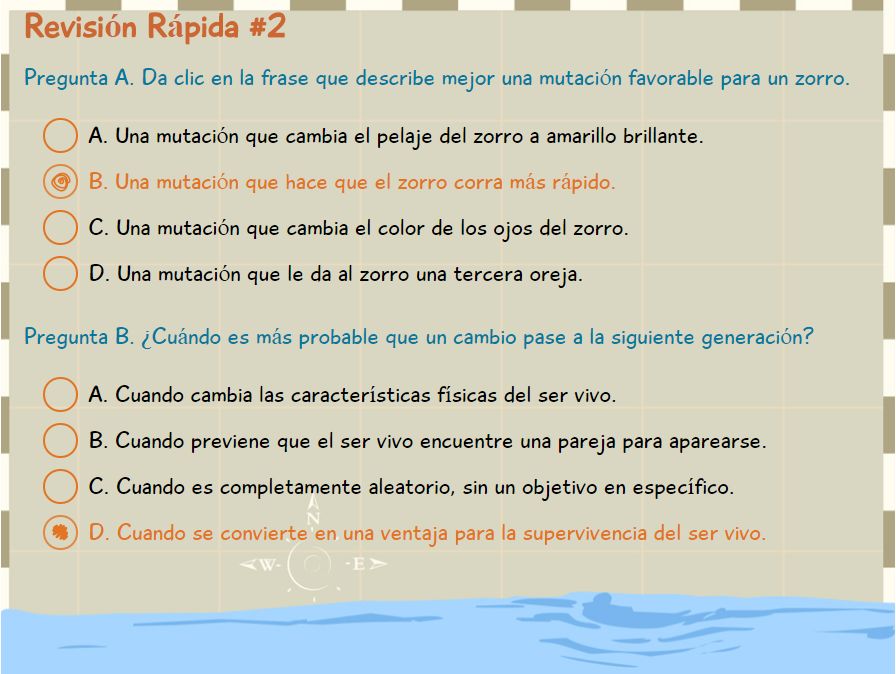 Revisión Rápida #2
Pregunta A. Da clic en la frase que describe mejor una mutación favorable para un zorro.
A. Una mutación que cambia el pelaje del zorro a amarillo brillante.
B. Una mutación que hace que el zorro corra más rápido.
C. Una mutación que cambia el color de los ojos del zorro.
D. Una mutación que le da al zorro una tercera oreja.
Pregunta B. ¿Cuándo es más probable que un cambio pase a la siguiente generación?
A. Cuando cambia las características físicas del ser vivo.
B. Cuando previene que el ser vivo encuentre una pareja para aparearse.
C. Cuando es completamente aleatorio, sin un objetivo en específico.
N
D. Cuando se convierte en una ventaja para la supervivencia del ser vivo.
W E